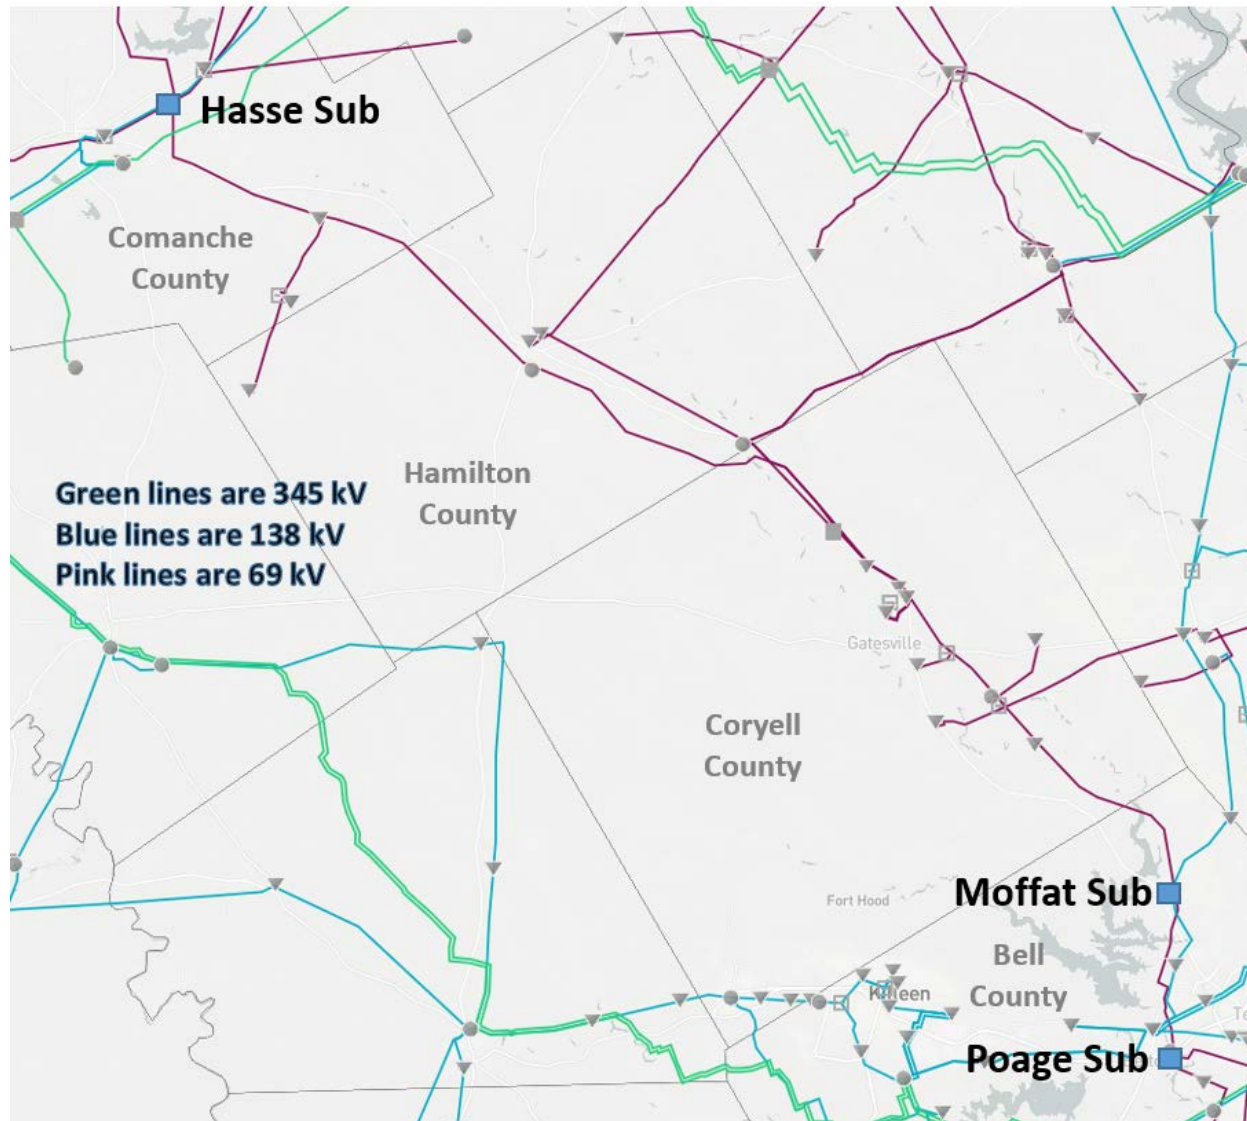 Hasse Sub
Comanche
County
Hamilton
County
Green lines are 345 kV
Blue lines are 138 kV
Pink lines are 69 kV
Gatesville
Coryell
County
Moffat Sub
Fort Hood
Bell
County
Killeen
Poage Sub